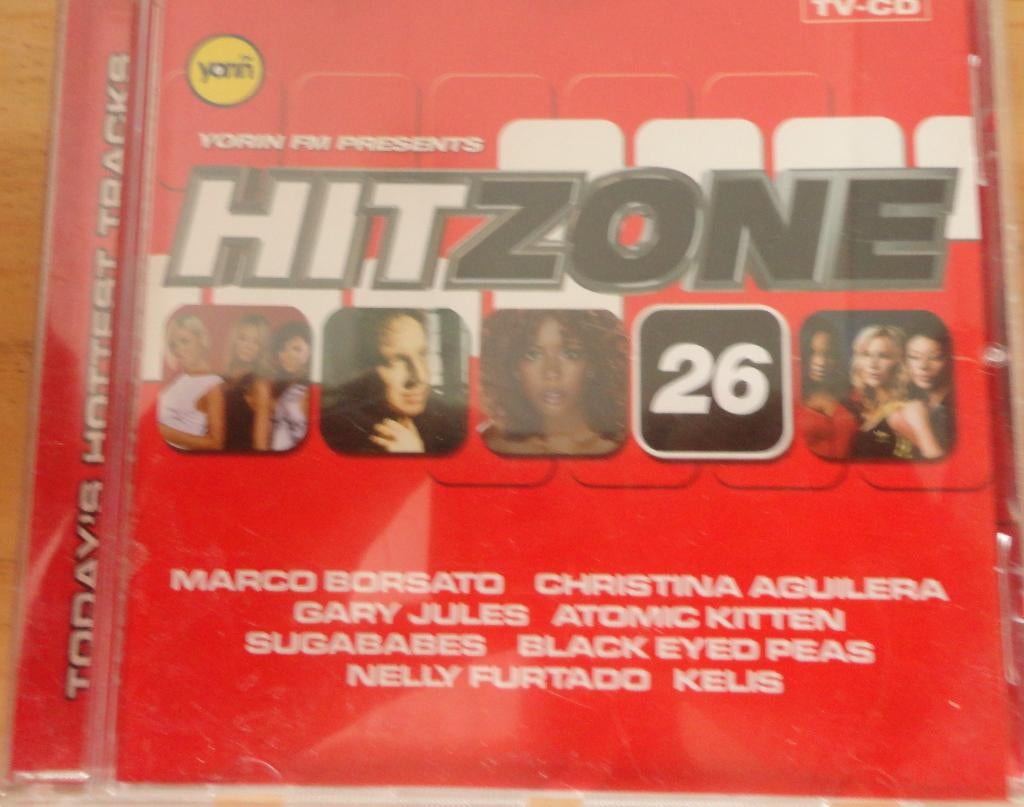 TV-CD
yorin
YORIN FM PRESENTS
HITZONE
26
MARCO BORSATO CHRISTINA AGUILERA
GARY JULES ATOMIC KITTEN
SUGABABES BLACK EYED PEAS
NELLY FURTADO KELIS
TODAY'S HOTTEST TRACKS